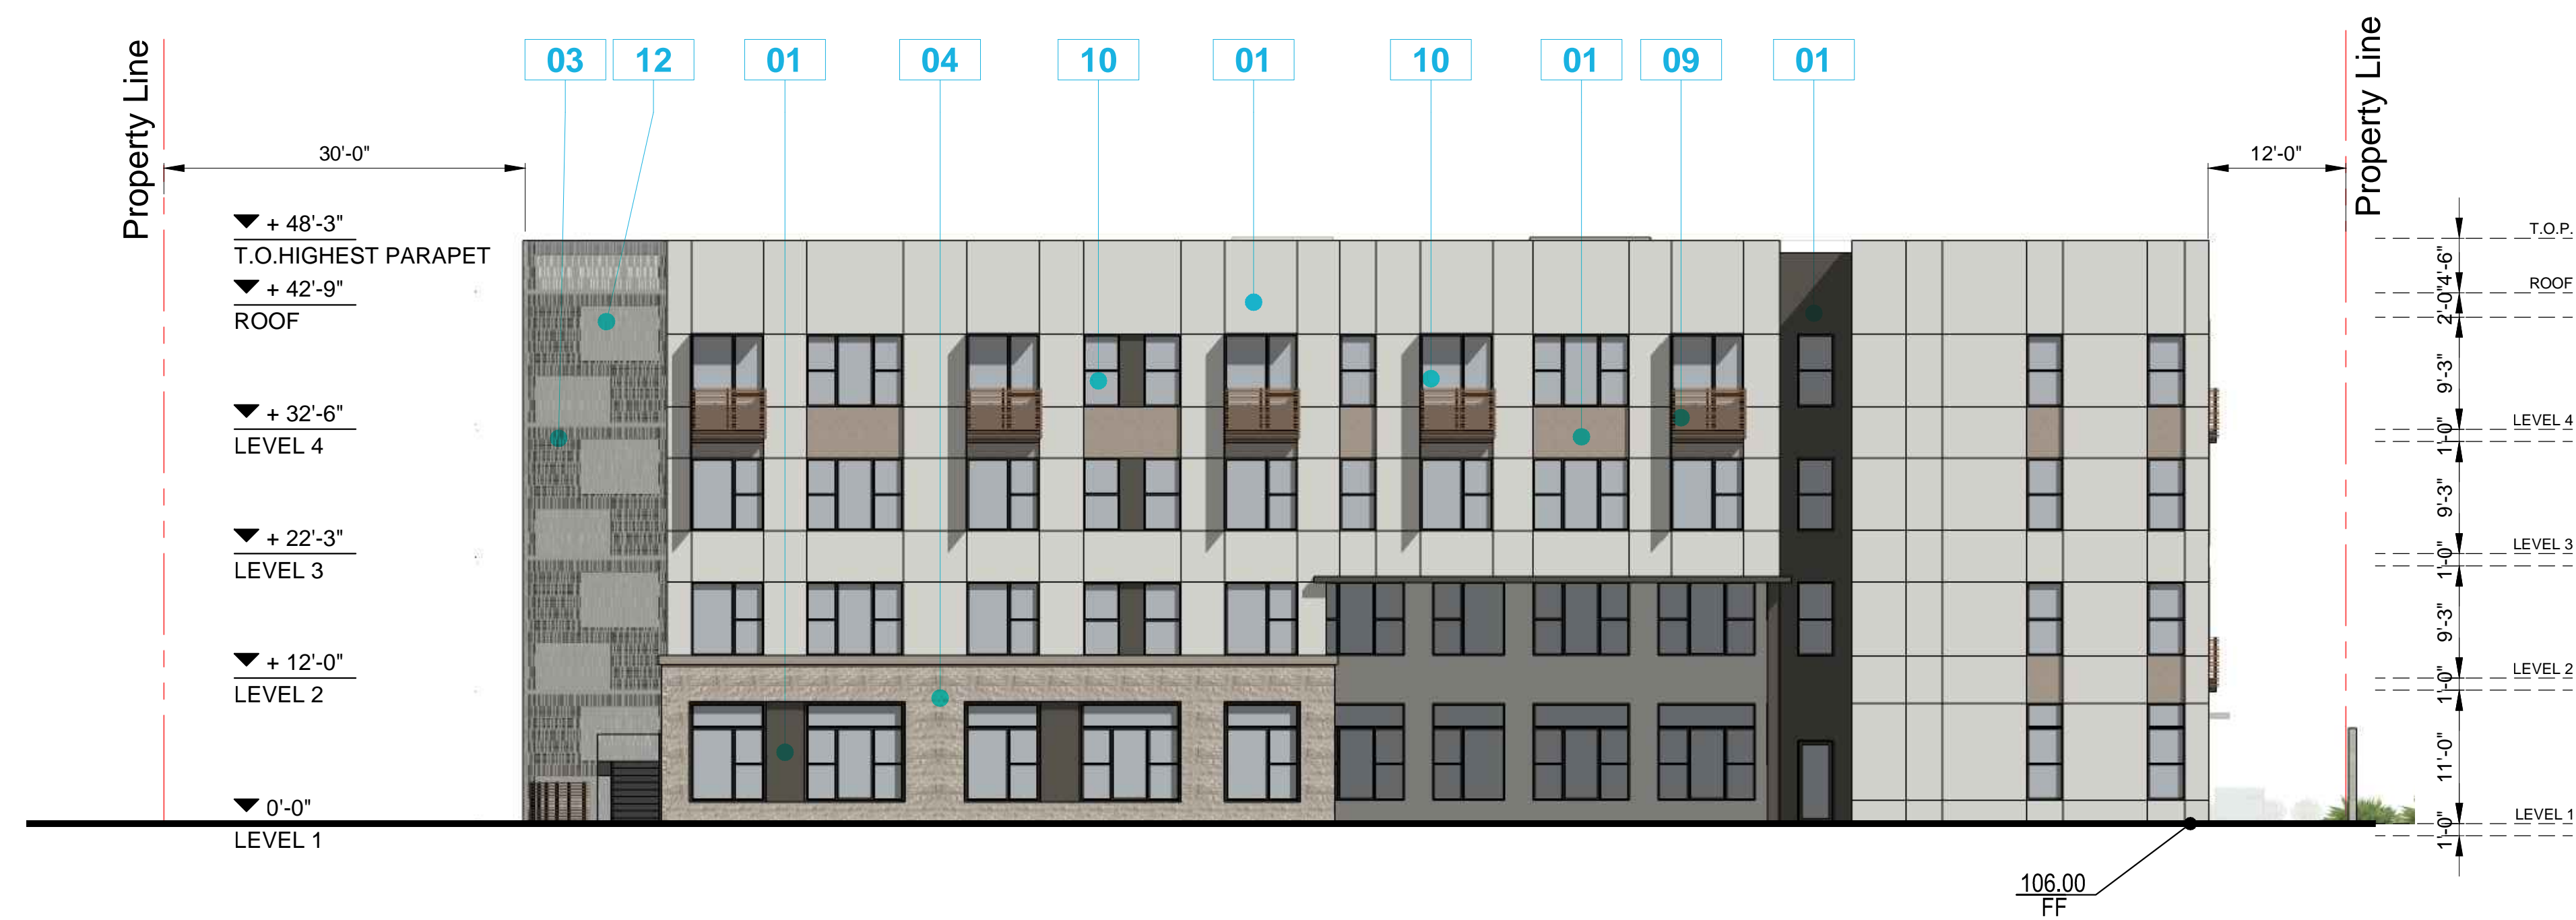 03 12 01 04 10 01 10 01 09 01
Property Line
Property Line
30'-0"
12'-0"
+ 48'-3"
T.O.HIGHEST PARAPET
+ 42'-9"
ROOF
+ 32'-6"
LEVEL 4
+ 22'-3"
LEVEL 3
+ 12'-0"
LEVEL 2
0'-0"
LEVEL 1
T.O.P.
4'-6"
ROOF
2'-0"
9'-3"
LEVEL 4
1'-0"
9'-3"
LEVEL 3
1'-0"
9'-3"
LEVEL 2
1'-0"
11'-0"
LEVEL 1
1'-0"
106.00
FF